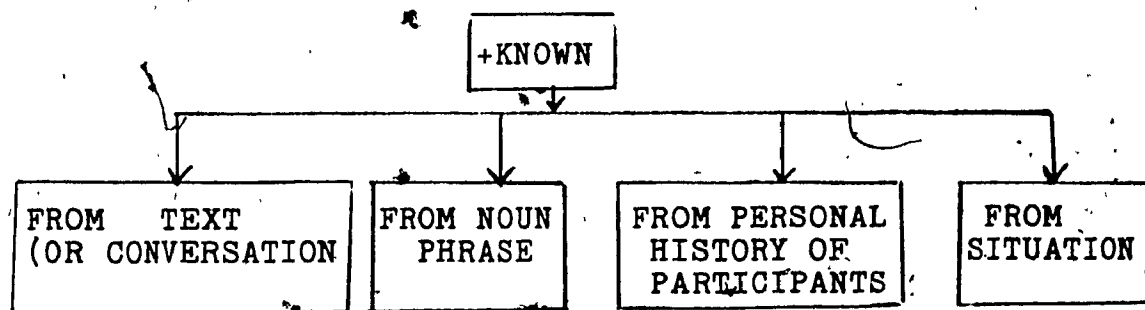 +KNOWN
FROM TEXT
(OR CONVERSATION
FROM NOUN
PHRASE
FROM PERSONAL
HISTORY OF
PARTICIPANTS
FROM
SITUATION